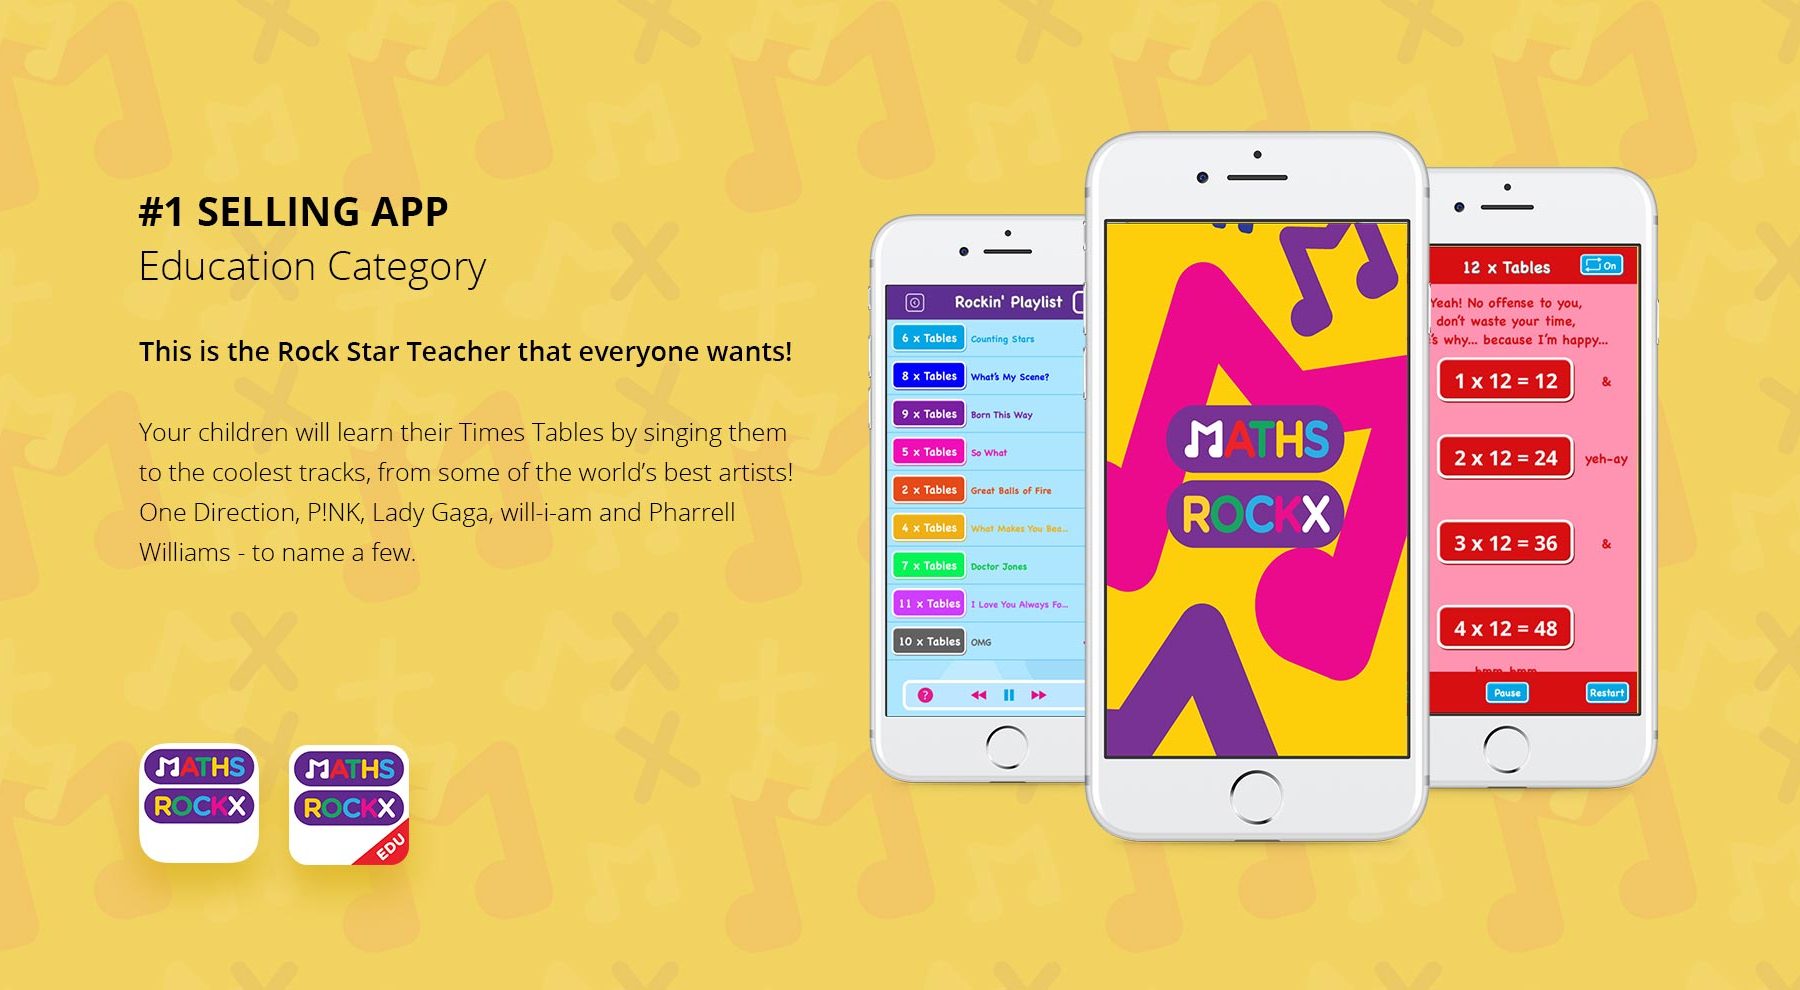 #1 SELLING APP
Education Category
This is the Rock Star Teacher that everyone wants!
Your children will learn their Times Tables by singing them
to the coolest tracks, from some of the world's best artists!
One Direction, P!NK, Lady Gaga, will-i-am and Pharrell
Williams - to name a few.
MATHS
ROCKX
MATHS
ROCKX
EDU
Rockin' Playlist
6 x Tables Counting Stars
8 x Tables What's My Scene?
9 x Tables Born This Way
5 x Tables So What
2 x Tables Great Balls of Fire
4 x Tables What Makes You Bea...
7 x Tables Doctor Jones
11 x Tables I Love You Always Fo...
10 x Tables OMG
?
MATHS
ROCKX
12 x Tables On
Yeah! No offense to you,
don't waste your time,
's why... because I'm happy...
1 x 12 = 12 &
2 x 12 = 24 yeh-ay
3 x 12 = 36 &
4 x 12 = 48
Pause Restart